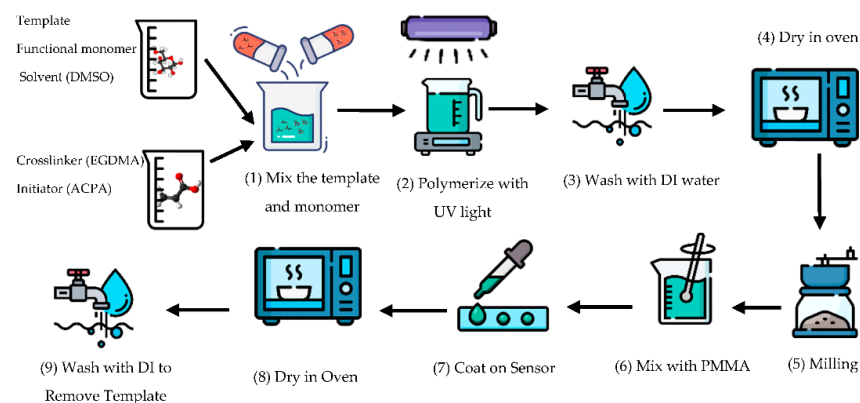 Template
Functional monomer
Solvent (DMSO)
Crosslinker (EGDMA)
Initiator (ACPA)
(1) Mix the template
and monomer
(2) Polymerize with
UV light
(3) Wash with DI water
(4) Dry in oven
(5) Milling
(6) Mix with PMMA
(7) Coat on Sensor
(8) Dry in Oven
(9) Wash with DI to
Remove Template